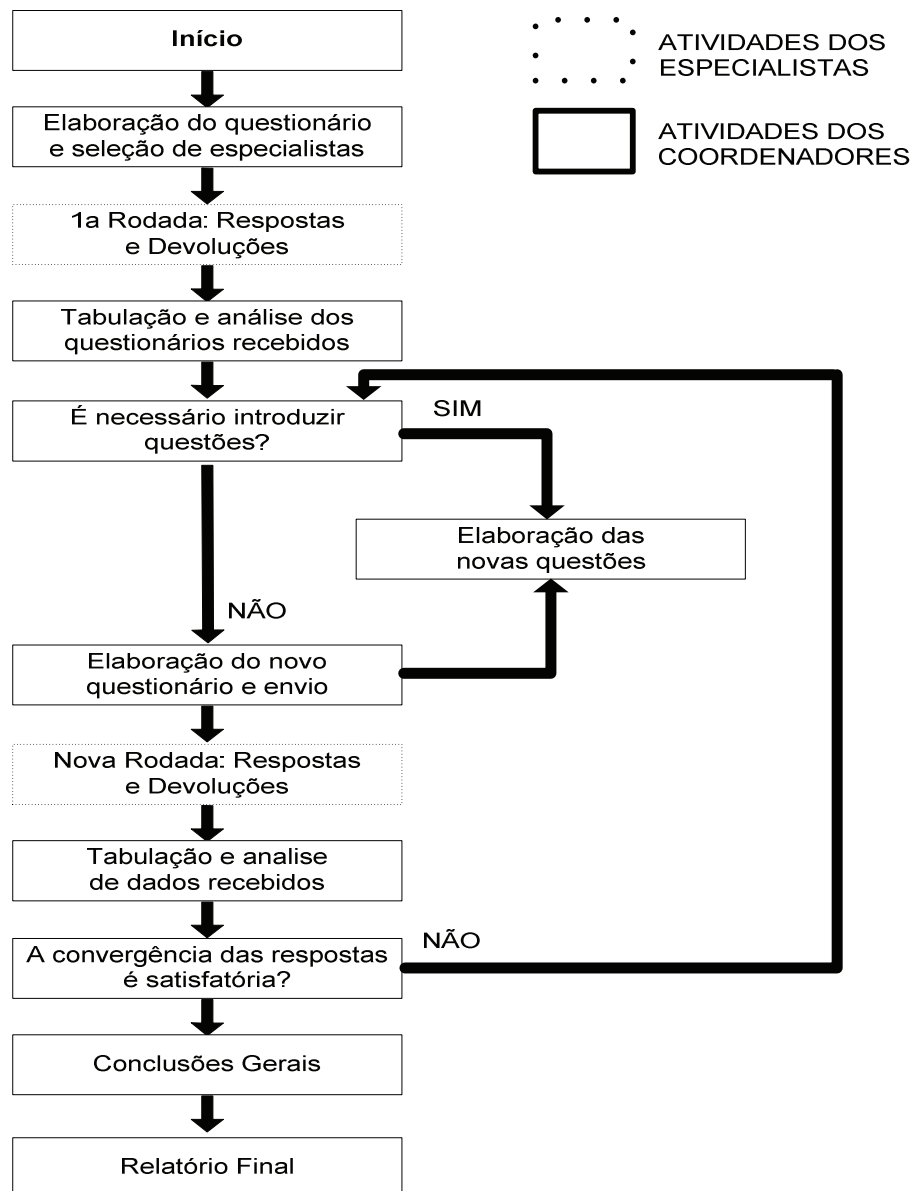 Início
ATIVIDADES DOS
ESPECIALISTAS
ATIVIDADES DOS
COORDENADORES
Elaboração do questionário
e seleção de especialistas
1a Rodada: Respostas
e Devoluções
Tabulação e análise dos
questionários recebidos
É necessário introduzir
questões?
SIM
Elaboração das
novas questões
NÃO
Elaboração do novo
questionário e envio
Nova Rodada: Respostas
e Devoluções
Tabulação e analise
de dados recebidos
A convergência das respostas
é satisfatória?
NÃO
Conclusões Gerais
Relatório Final